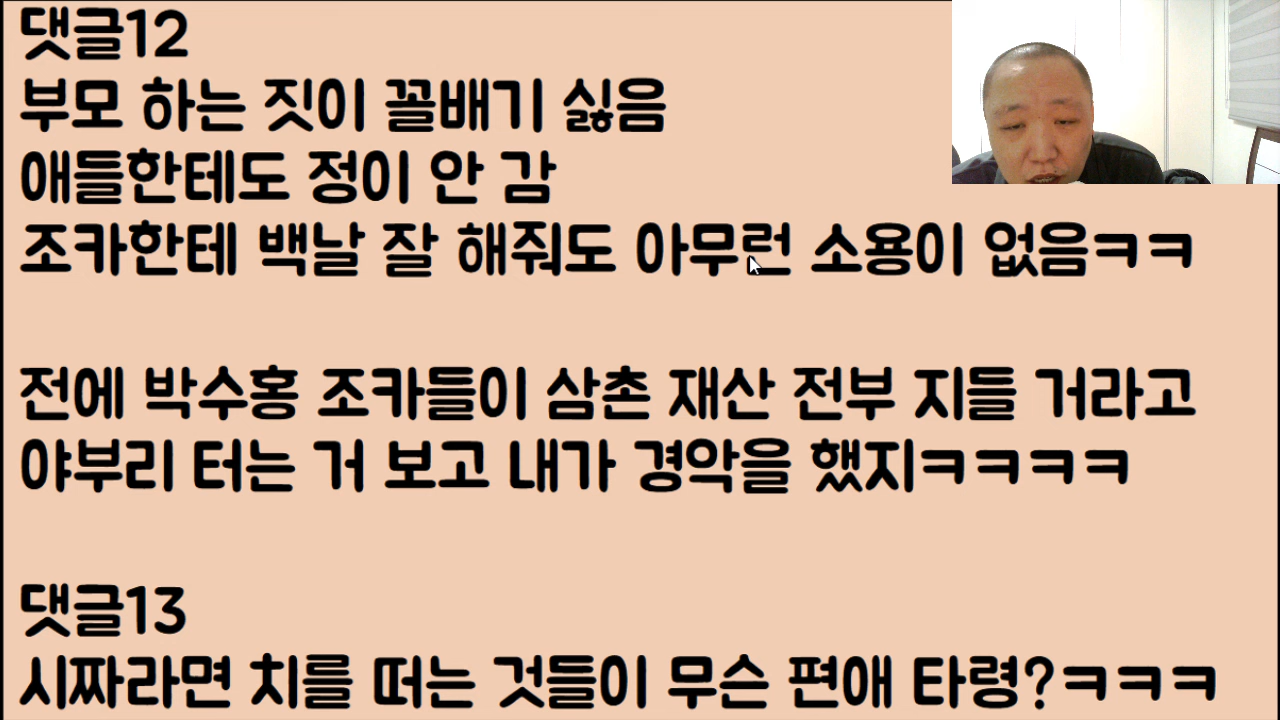 댓글12
부모 하는 짓이 꼴배기 싫음
애들한테도 정이 안 감
조카한테 백날 잘 해줘도 아무런 소용이 없음ㅋㅋ
전에 박수홍 조카들이 삼촌 재산 전부 지들 거라고
야부리 터는 거 보고 내가 경악을 했지ㅋㅋㅋㅋ
댓글13
시짜라면 치를 떠는 것들이 무슨 편애 타령?ㅋㅋㅋ